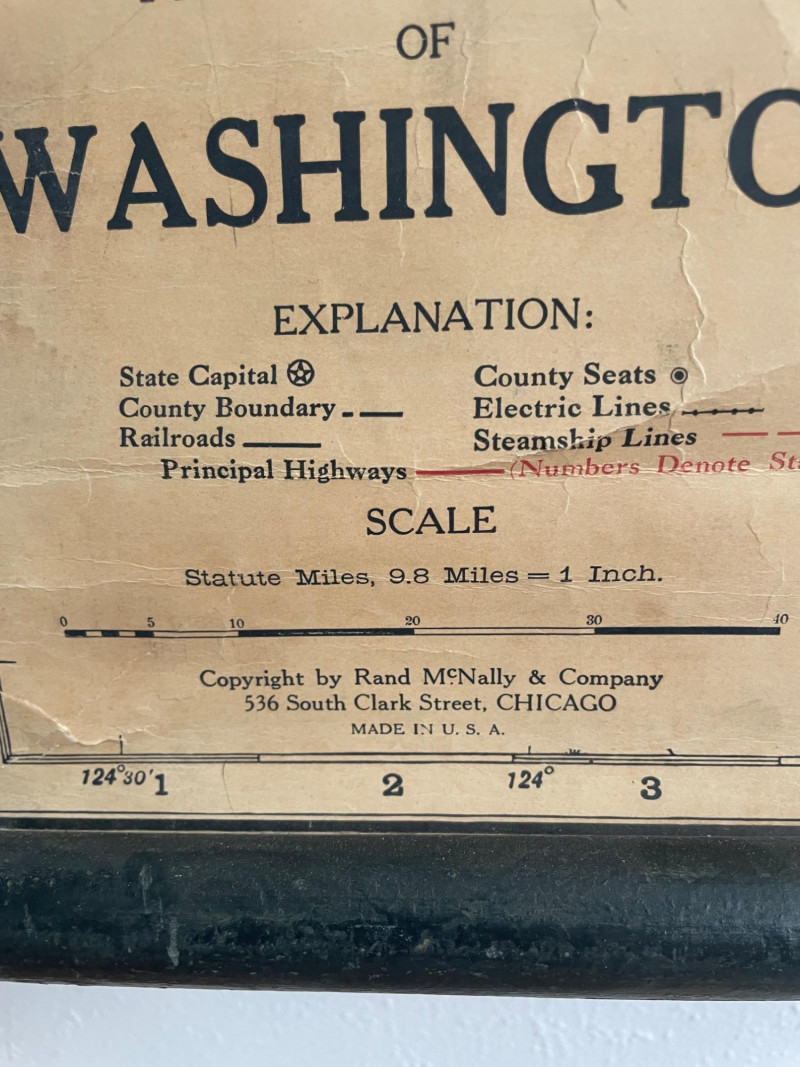 OF
WASHINGTO
EXPLANATION:
State Capital County Seats
County Boundary Electric Lines
Railroads Steamship Lines
Principal Highways (Numbers Denote
SCALE
Statute Miles, 9.8 Miles = 1 Inch.
0 5 10 20 30 40
Copyright by Rand McNally & Company
536 South Clark Street, CHICAGO
MADE IN U. S. A.
124°30' 1 2 124° 3